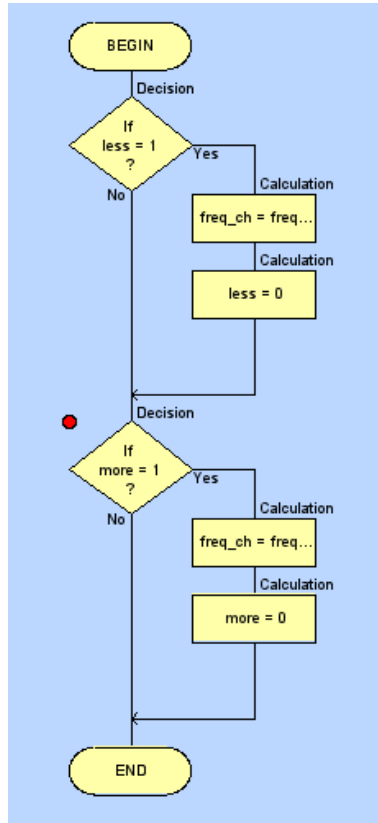 BEGIN
Decision
If
less = 1
?
Yes
No
Calculation
freq_ch = freq...
Calculation
less = 0
Decision
If
more = 1
?
Yes
No
Calculation
freq_ch = freq...
Calculation
more = 0
END